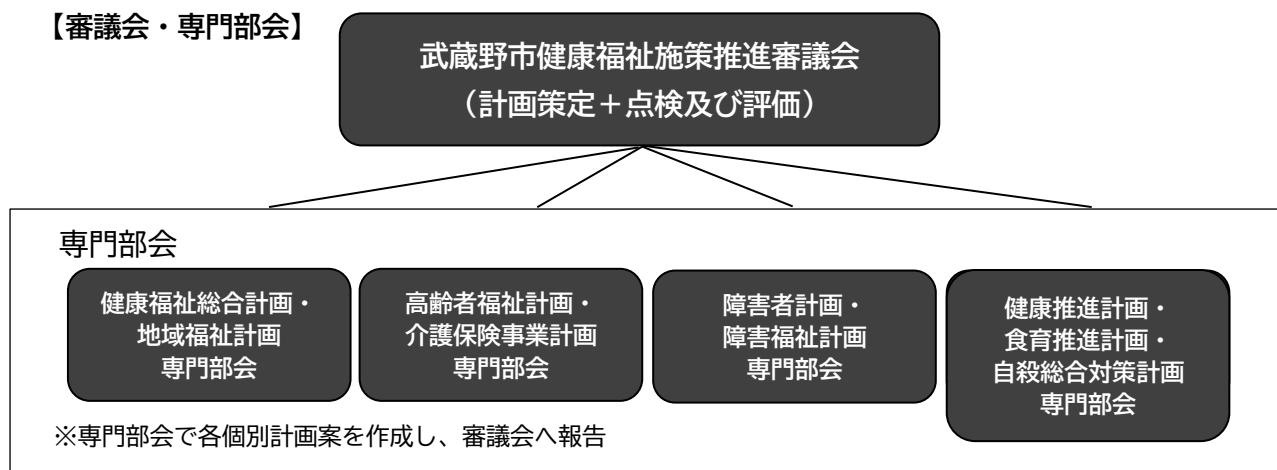 【審議会・専門部会】
武蔵野市健康福祉施策推進審議会
（計画策定＋点検及び評価）
専門部会
健康福祉総合計画・
地域福祉計画
専門部会
高齢者福祉計画・
介護保険事業計画
専門部会
障害者計画・
障害福祉計画
専門部会
健康推進計画・
食育推進計画・
自殺総合対策計画
専門部会
※専門部会で各個別計画案を作成し、審議会へ報告